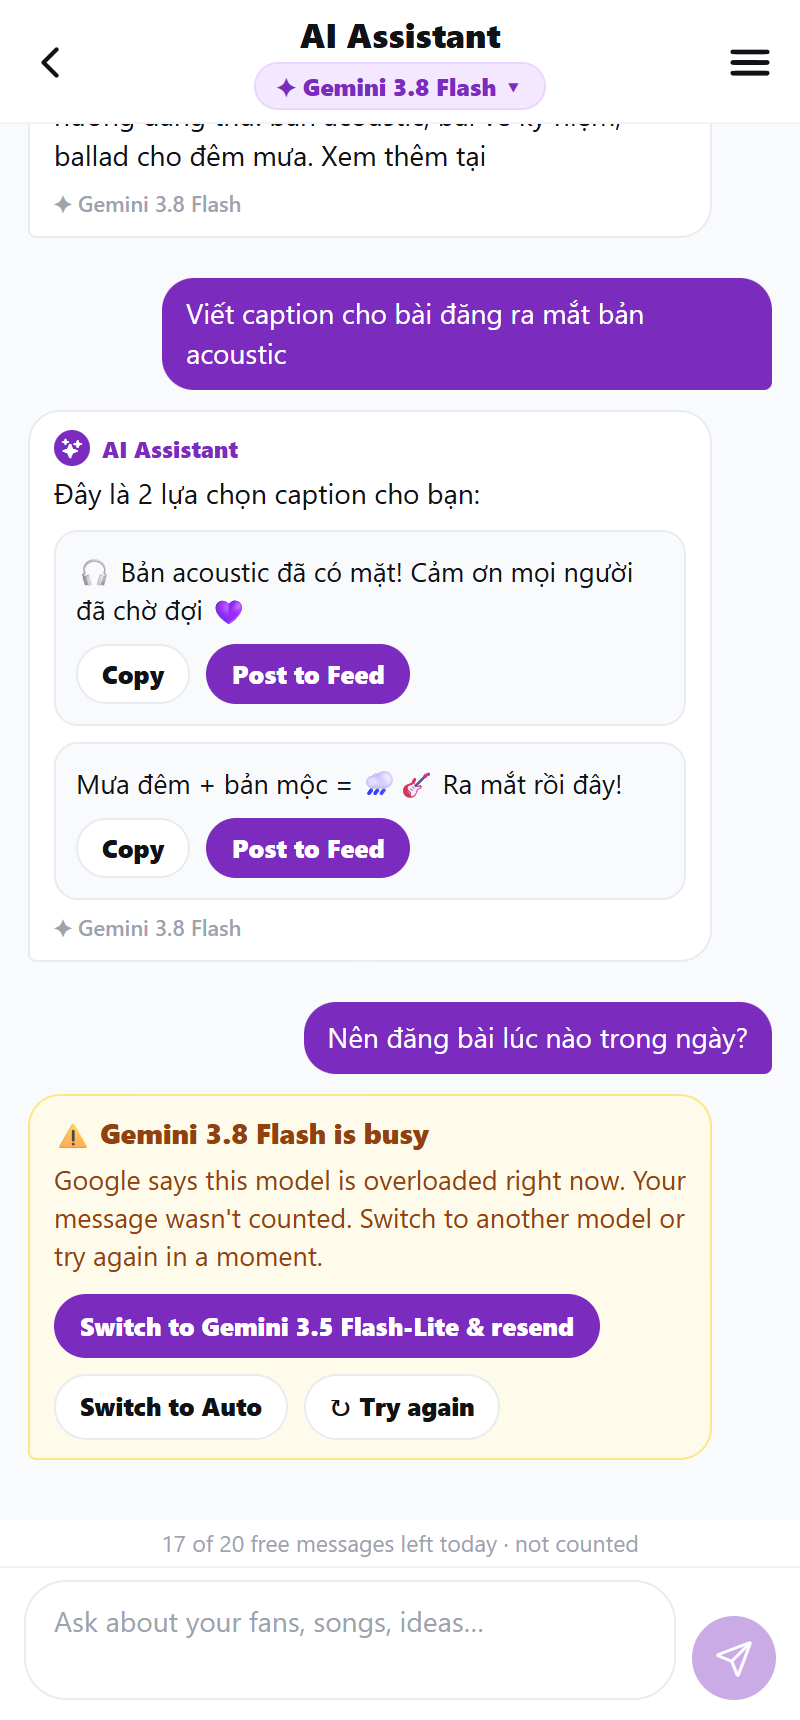 AI Assistant
✦ Gemini 3.8 Flash ▼
ballad cho đêm mưa. Xem thêm tại
✦ Gemini 3.8 Flash
Viết caption cho bài đăng ra mắt bản
acoustic
AI Assistant
Đây là 2 lựa chọn caption cho bạn:
🎧 Bản acoustic đã có mặt! Cảm ơn mọi người
đã chờ đợi 💜
Copy Post to Feed
Mưa đêm + bản mộc = 🌧️🎸 Ra mắt rồi đây!
Copy Post to Feed
✦ Gemini 3.8 Flash
Nên đăng bài lúc nào trong ngày?
⚠️ Gemini 3.8 Flash is busy
Google says this model is overloaded right now. Your
message wasn't counted. Switch to another model or
try again in a moment.
Switch to Gemini 3.5 Flash-Lite & resend
Switch to Auto ↻ Try again
17 of 20 free messages left today · not counted
Ask about your fans, songs, ideas...